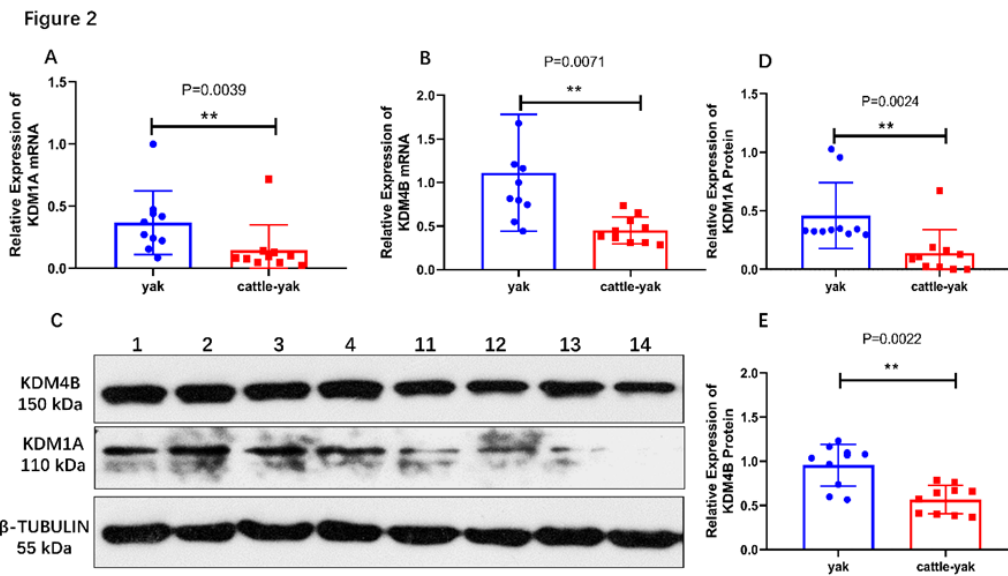 Figure 2
A
P=0.0039
**
Relative Expression of
KDM1A mRNA
1.5
1.0
0.5
0.0
yak
cattle-yak
B
P=0.0071
**
Relative Expression of
KDM4B mRNA
2.0
1.5
1.0
0.5
0.0
yak
cattle-yak
D
P=0.0024
**
Relative Expression of
KDM1A Protein
1.5
1.0
0.5
0.0
yak
cattle-yak
C
1 2 3 4 11 12 13 14
KDM4B
150 kDa
KDM1A
110 kDa
β-TUBULIN
55 kDa
E
P=0.0022
**
Relative Expression of
KDM4B Protein
2.0
1.5
1.0
0.5
0.0
yak
cattle-yak